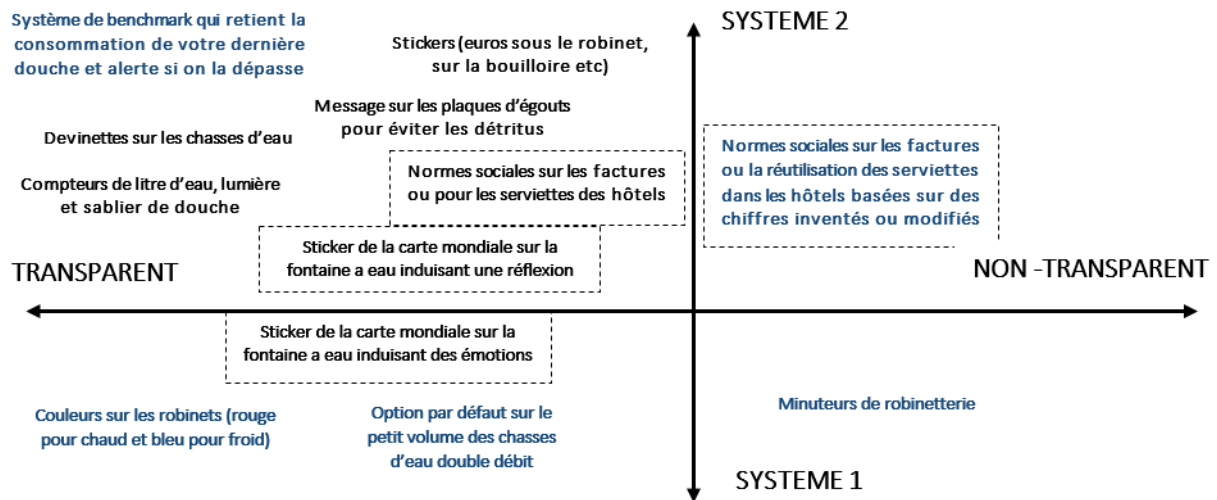 Système de benchmark qui retient la
consommation de votre dernière
douche et alerte si on la dépasse
SYSTEME 2
Stickers (euros sous le robinet,
sur la bouilloire etc)
Message sur les plaques d'égouts
pour éviter les détritus
Devinettes sur les chasses d'eau
Normes sociales sur les factures
ou la réutilisation des serviettes
dans les hôtels basées sur des
chiffres inventés ou modifiés
Normes sociales sur les factures
ou pour les serviettes des hôtels
Compteurs de litre d'eau, lumière
et sablier de douche
Sticker de la carte mondiale sur la
fontaine a eau induisant une réflexion
TRANSPARENT
NON -TRANSPARENT
Sticker de la carte mondiale sur la
fontaine a eau induisant des émotions
Couleurs sur les robinets (rouge
pour chaud et bleu pour froid)
Option par défaut sur le
petit volume des chasses
d'eau double débit
Minuteurs de robinetterie
SYSTEME 1